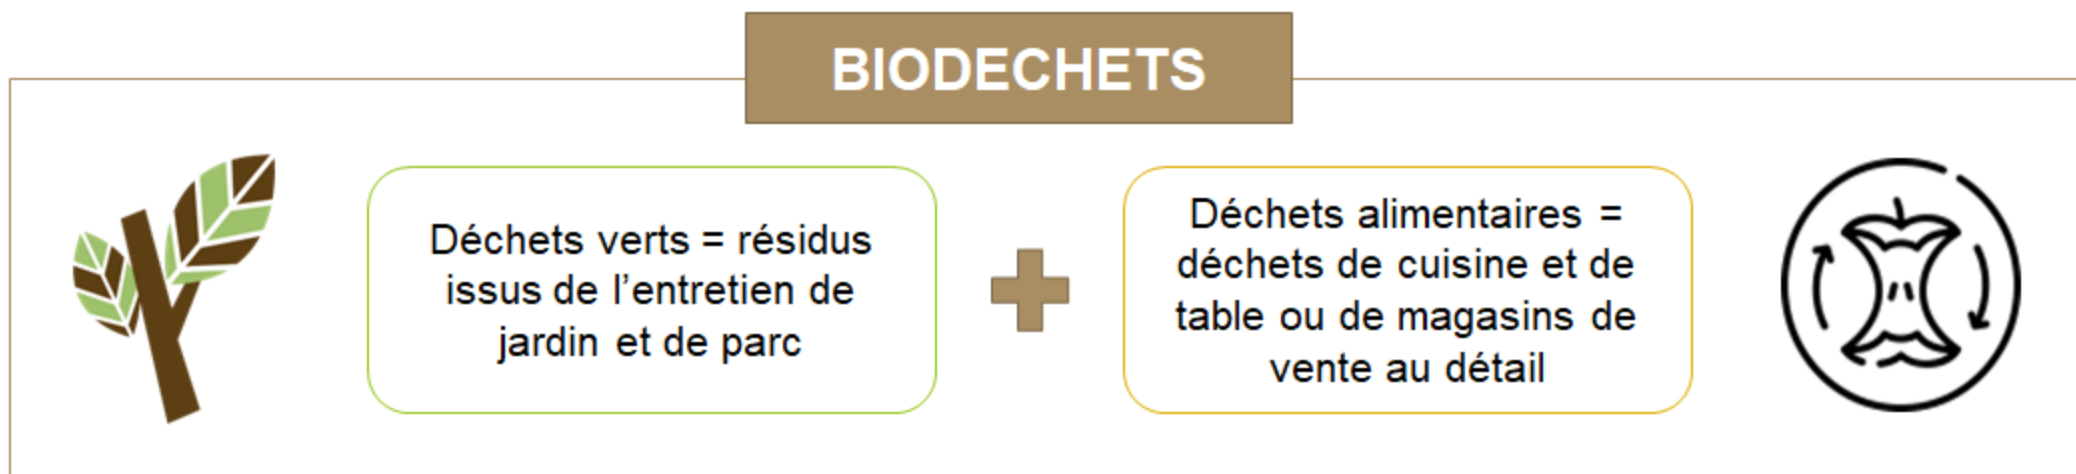 BIODECHETS
Déchets verts = résidus
issus de l’entretien de
jardin et de parc
Déchets alimentaires =
déchets de cuisine et de
table ou de magasins de
vente au détail